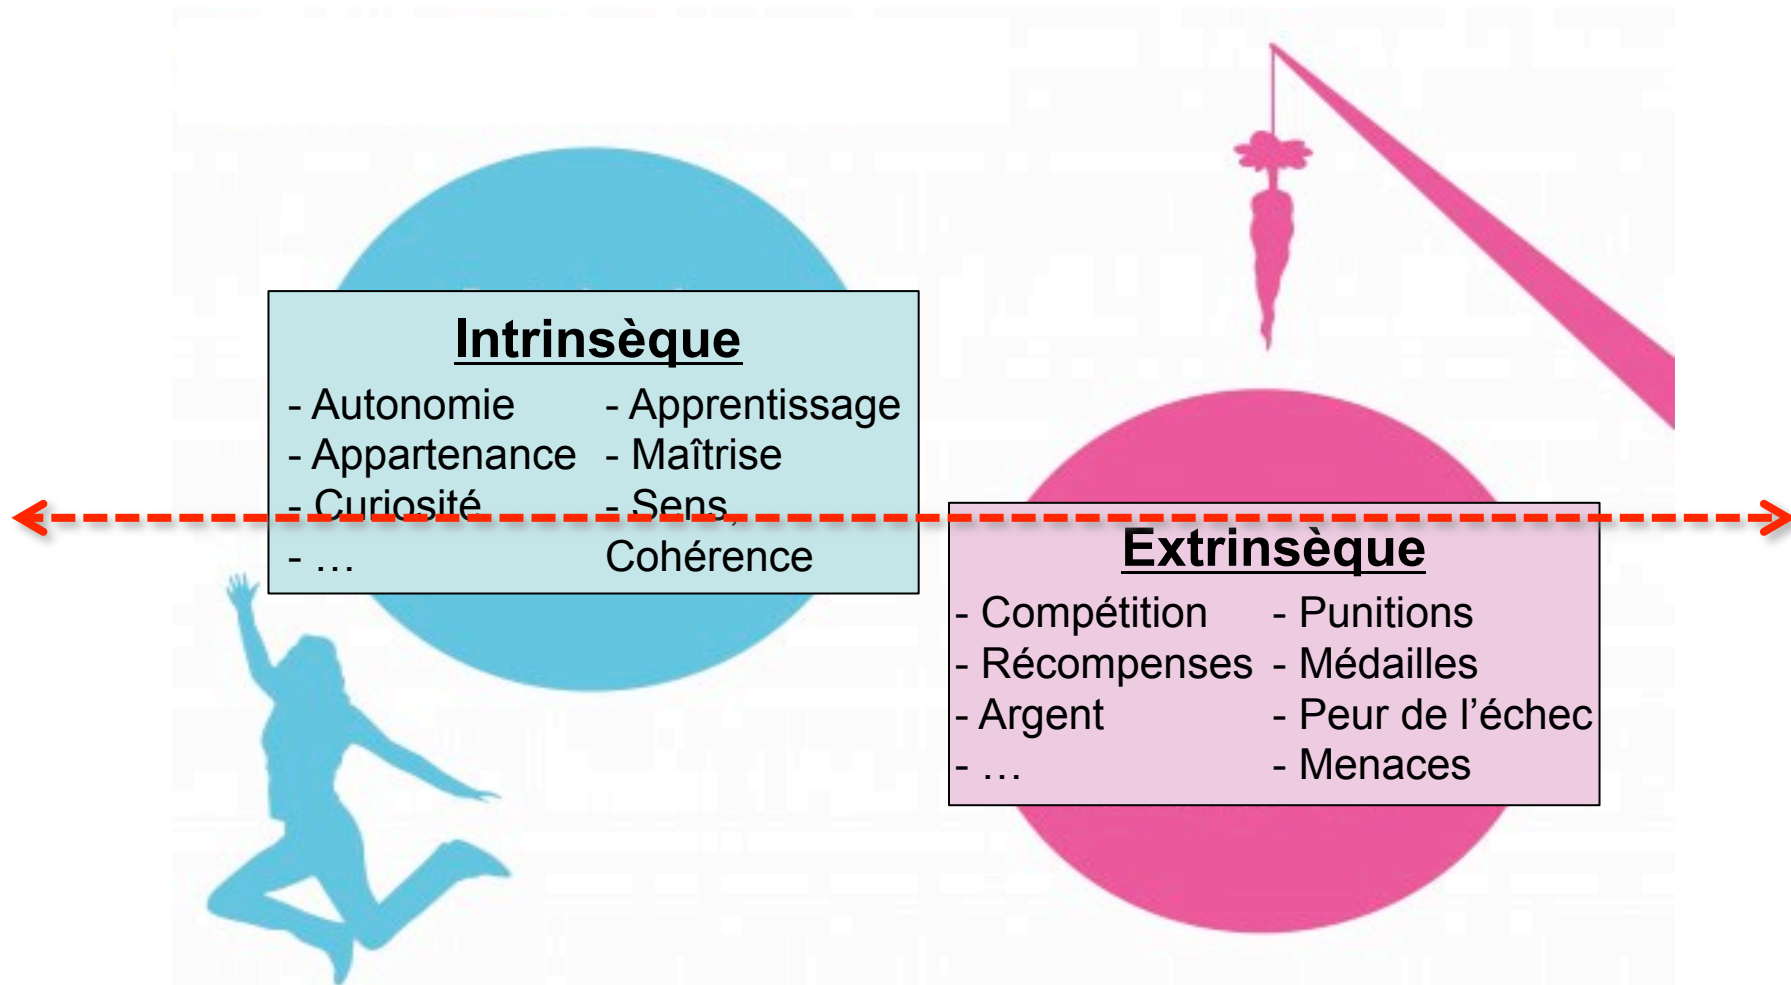 Intrinsèque
- Autonomie
- Appartenance
- Curiosité
- …
- Apprentissage
- Maîtrise
- Sens,
Cohérence
Extrinsèque
- Compétition
- Récompenses
- Argent
- …
- Punitions
- Médailles
- Peur de l’échec
- Menaces